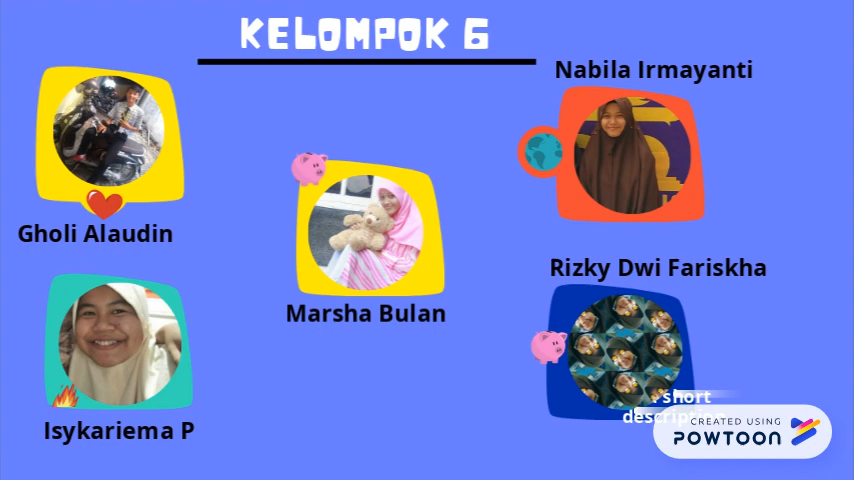 KELOMPOK 6
Nabila Irmayanti
Gholi Alaudin
Rizky Dwi Fariskha
Marsha Bulan
Isykariema P
short
description
CREATED USING
POWTOON